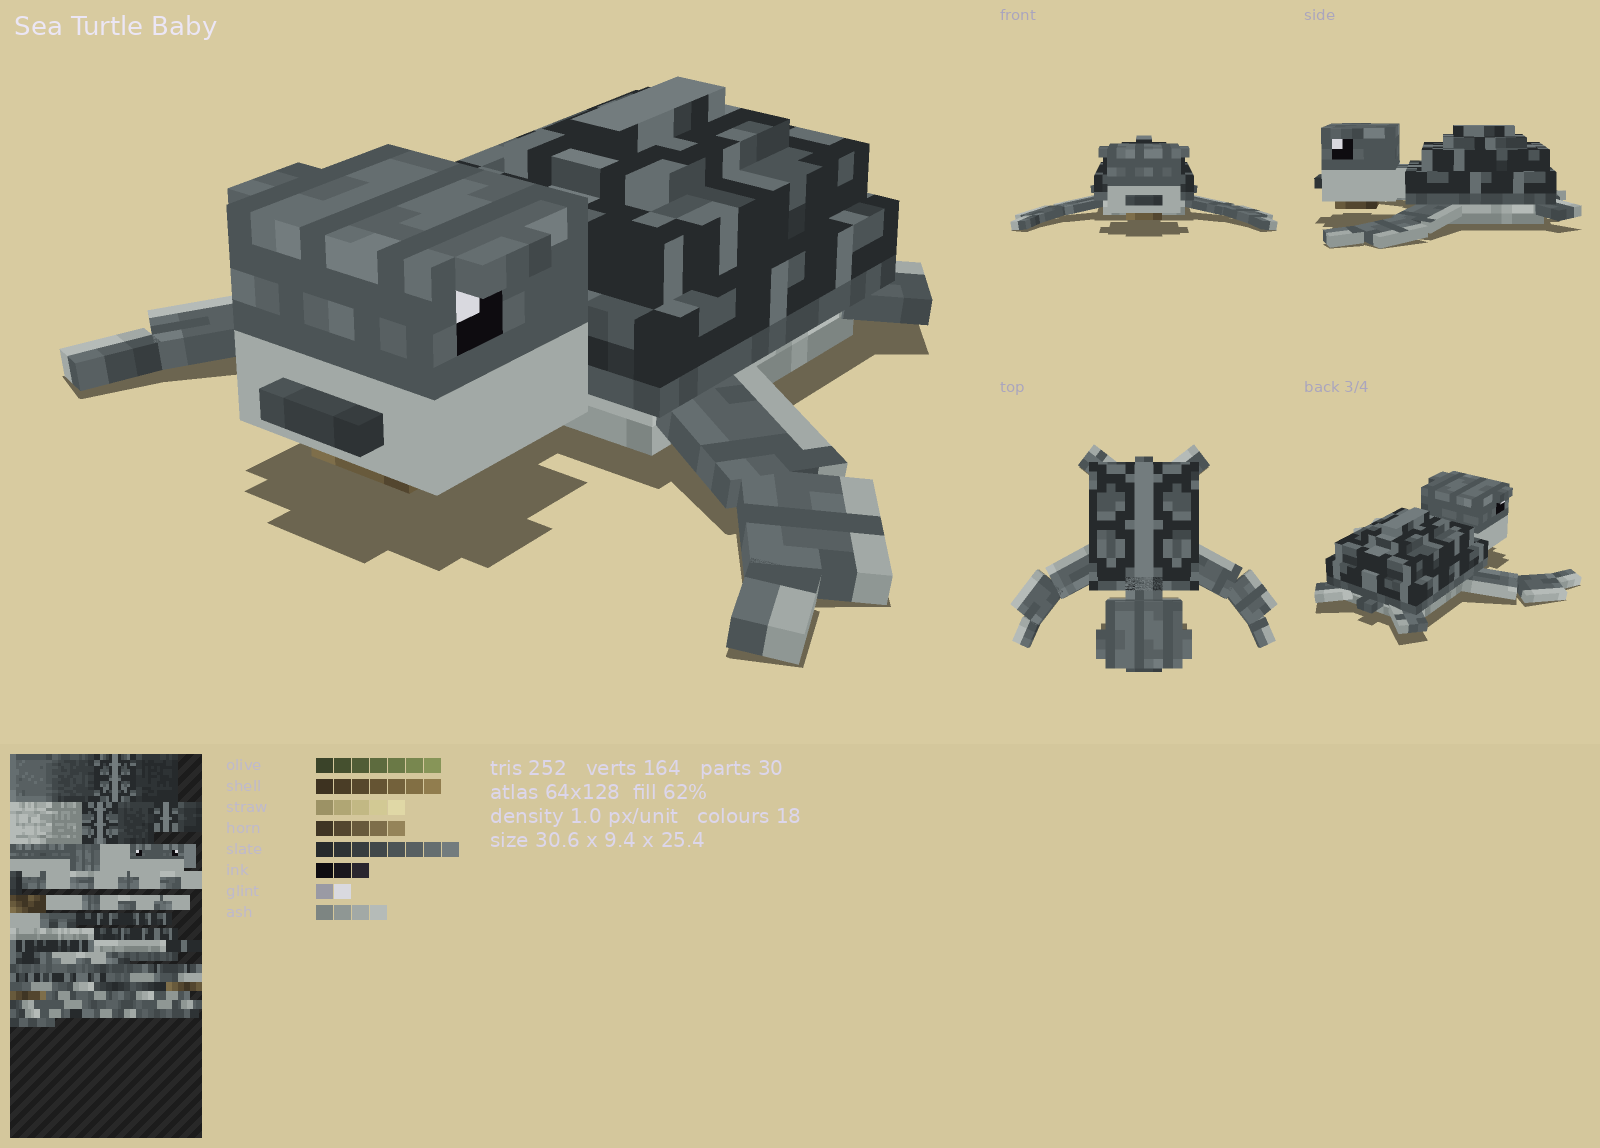 Sea Turtle Baby
front
side
top
back 3/4
olive
shell
straw
horn
slate
ink
glint
ash
tris 252 verts 164 parts 30
atlas 64x128 fill 62%
density 1.0 px/unit colours 18
size 30.6 x 9.4 x 25.4